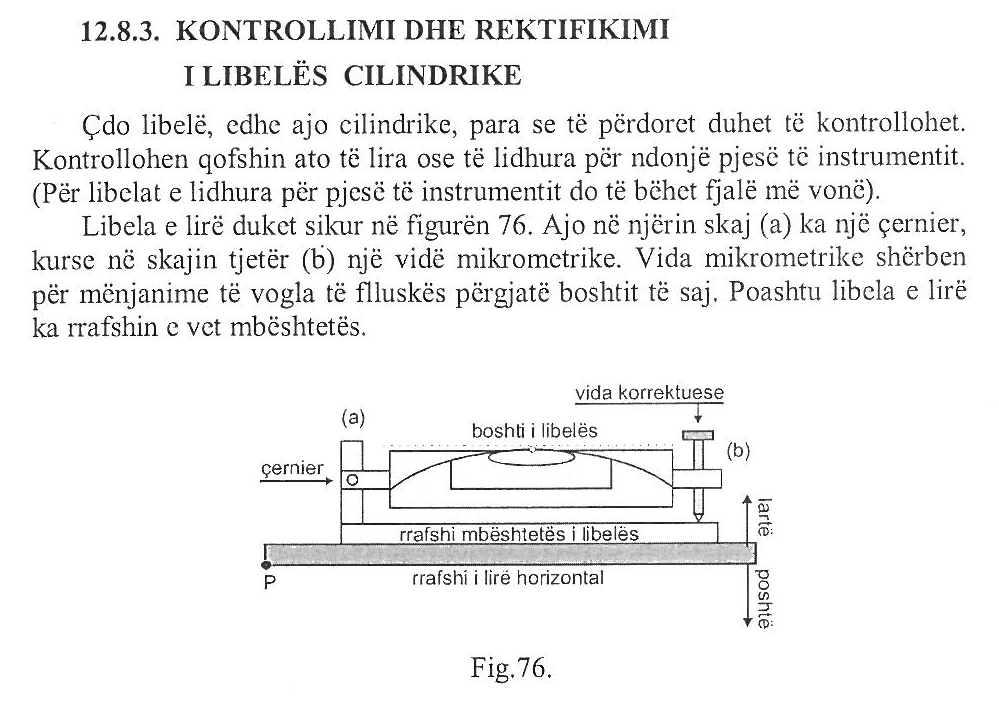 12.8.3. KONTROLLIMI DHE REKTIFIKIMI
I LIBELËS CILINDRIKE
Çdo libelë, edhe ajo cilindrike, para se të përdoret duhet të kontrollohet.
Kontrollohen qofshin ato të lira ose të lidhura për ndonjë pjesë të instrumentit.
(Për libelat e lidhura për pjesë të instrumentit do të bëhet fjalë më vonë).
Libela e lirë duket sikur në figurën 76. Ajo në njërin skaj (a) ka një çernier,
kurse në skajin tjetër (b) një vidë mikrometrike. Vida mikrometrike shërben
për mënjanime të vogla të flluskës përgjatë boshtit të saj. Poashtu libela e lirë
ka rrafshin e vet mbështetës.
vida korrektuese
(a)
boshti i libelës
(b)
çernier
lartë
rrafshi mbështetës i libelës
P
rrafshi i lirë horizontal
poshtë
Fig.76.